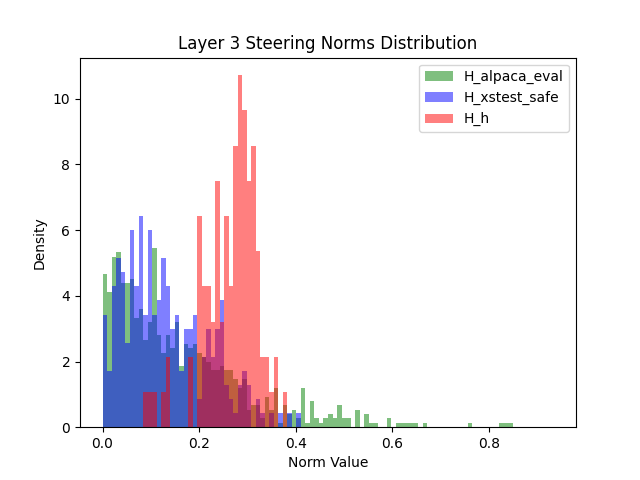 Layer 3 Steering Norms Distribution
H_alpaca_eval
H_xstest_safe
H_h
Density
10
8
6
4
2
0
0.0 0.2 0.4 0.6 0.8
Norm Value